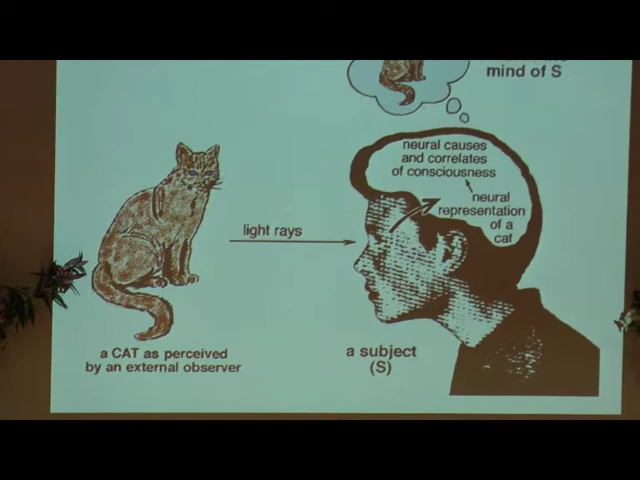 mind of S
neural causes
and correlates
of consciousness
neural
representation
of a
cat
light rays
a CAT as perceived
by an external observer
a subject
(S)